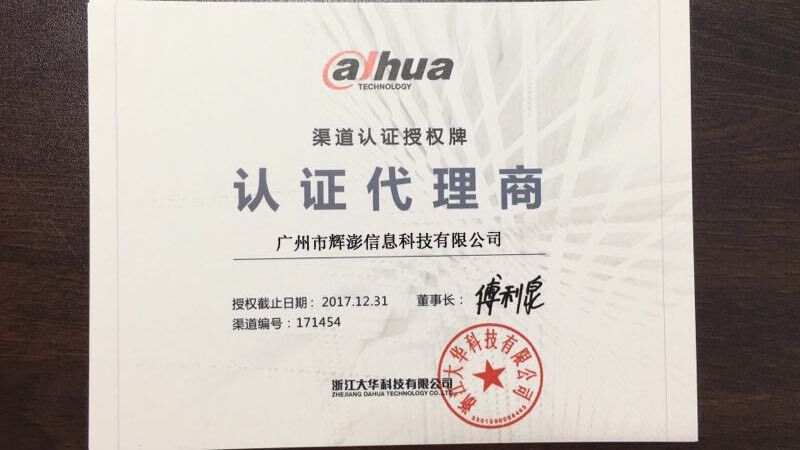 alhua
TECHNOLOGY
渠道认证授权牌
认证代理商
广州市辉澎信息科技有限公司
授权截止日期：2017.12.31 董事长：傅利泉
渠道编号：171454
浙江大华科技有限公司
ZHEJIANG DAHUA TECHNOLOGY CO.,LTD.
浙江大华科技有限公司